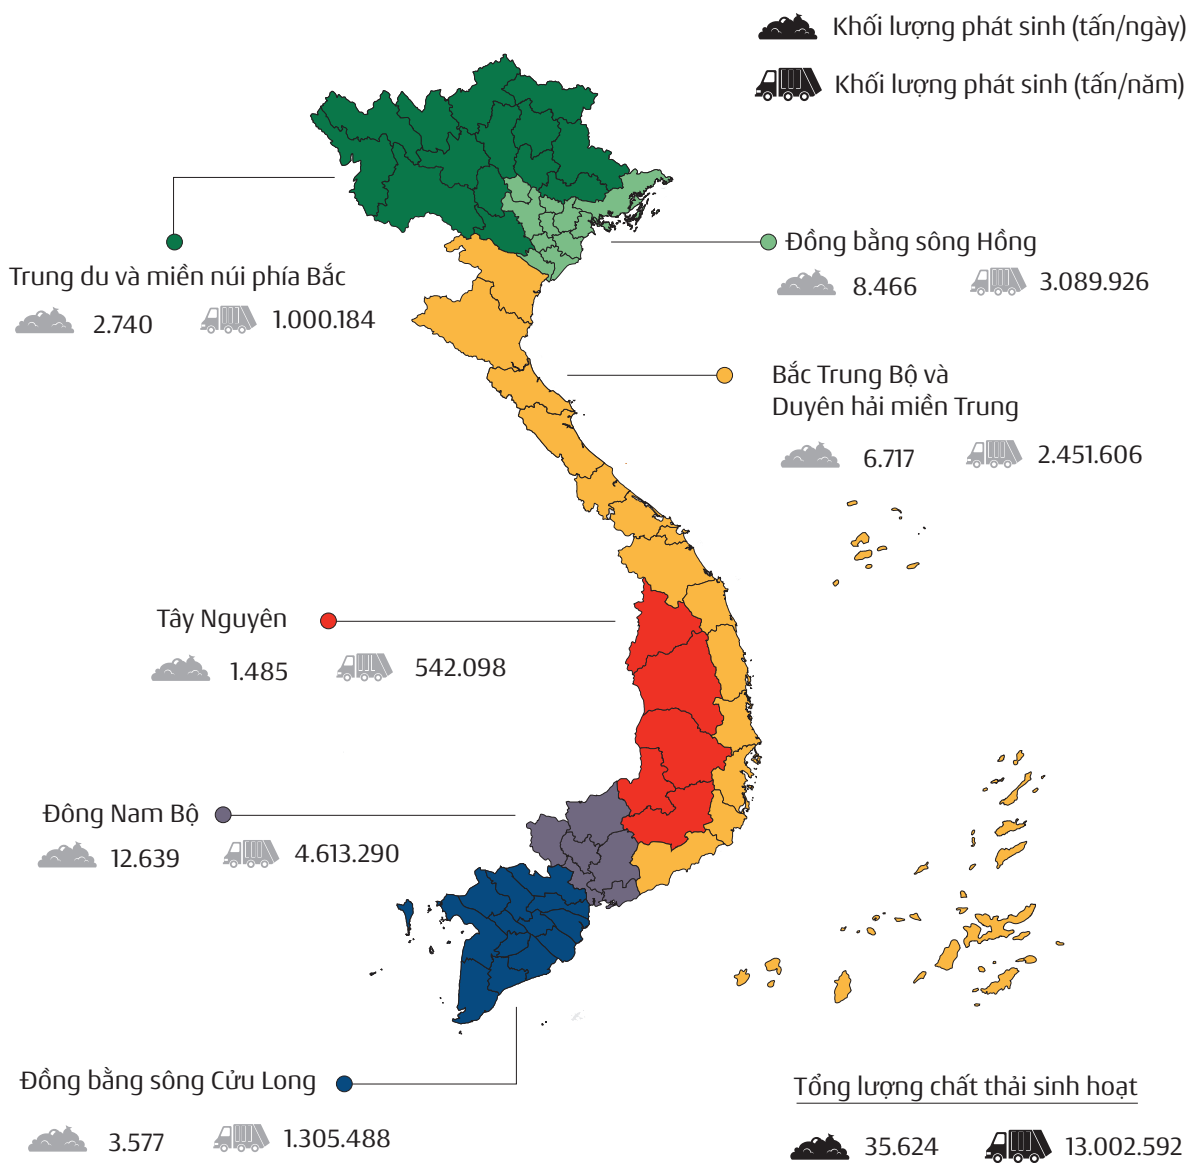 Khối lượng phát sinh (tấn/ngày)
Khối lượng phát sinh (tấn/năm)
Trung du và miền núi phía Bắc
2.740 1.000.184
Đồng bằng sông Hồng
8.466 3.089.926
Bắc Trung Bộ và
Duyên hải miền Trung
6.717 2.451.606
Tây Nguyên
1.485 542.098
Đông Nam Bộ
12.639 4.613.290
Đồng bằng sông Cửu Long
3.577 1.305.488
Tổng lượng chất thải sinh hoạt
35.624 13.002.592